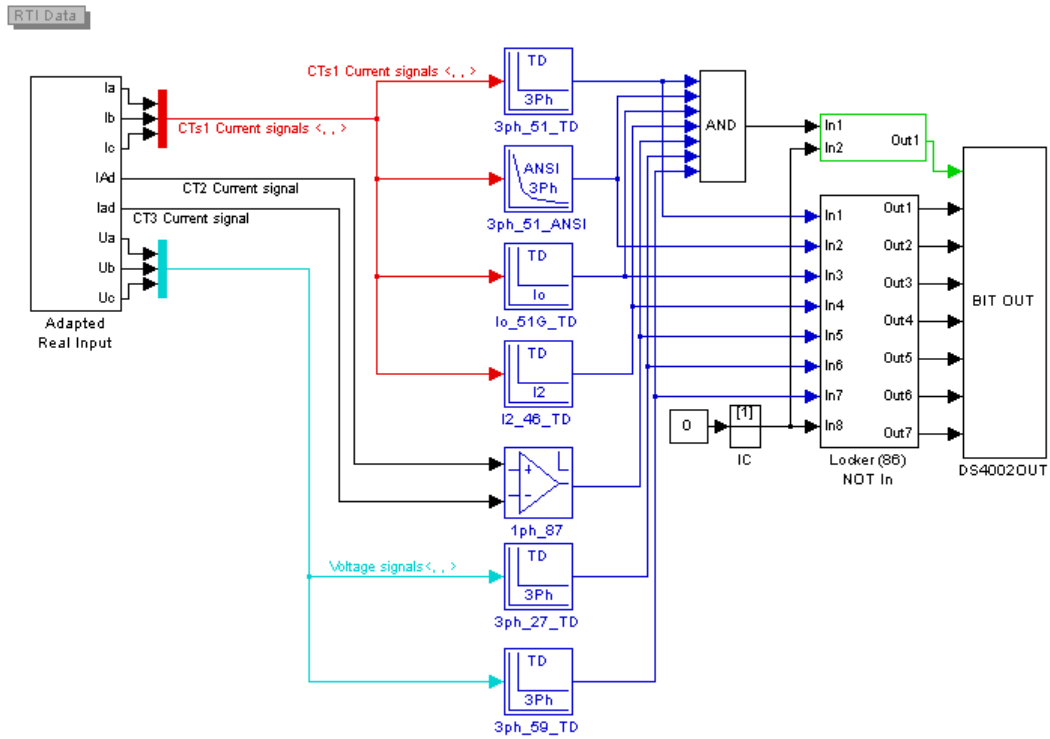 RTI Data
Ia
Ib
Ic
IAd
Iad
Ua
Ub
Uc
Adapted
Real Input
CTs1 Current signals <, , >
CT2 Current signal
CT3 Current signal
CTs1 Current signals <, , >
Voltage signals<, , >
TD
3Ph
3ph_51_TD
ANSI
3Ph
3ph_51_ANSI
TD
Io
Io_51G_TD
TD
I2
I2_46_TD
+
-
1ph_87
TD
3Ph
3ph_27_TD
TD
3Ph
3ph_59_TD
AND
0
[1]
IC
In1
In2
Out1
In1
In2
In3
In4
In5
In6
In7
In8
Out1
Out2
Out3
Out4
Out5
Out6
Out7
Locker (86)
NOT In
BIT OUT
DS4002OUT